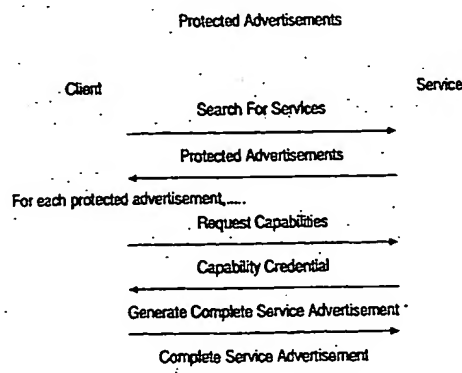 Protected Advertisements
Client
Service
Search For Services
Protected Advertisements
For each protected advertisement,....
Request Capabilities
Capability Credential
Generate Complete Service Advertisement
Complete Service Advertisement